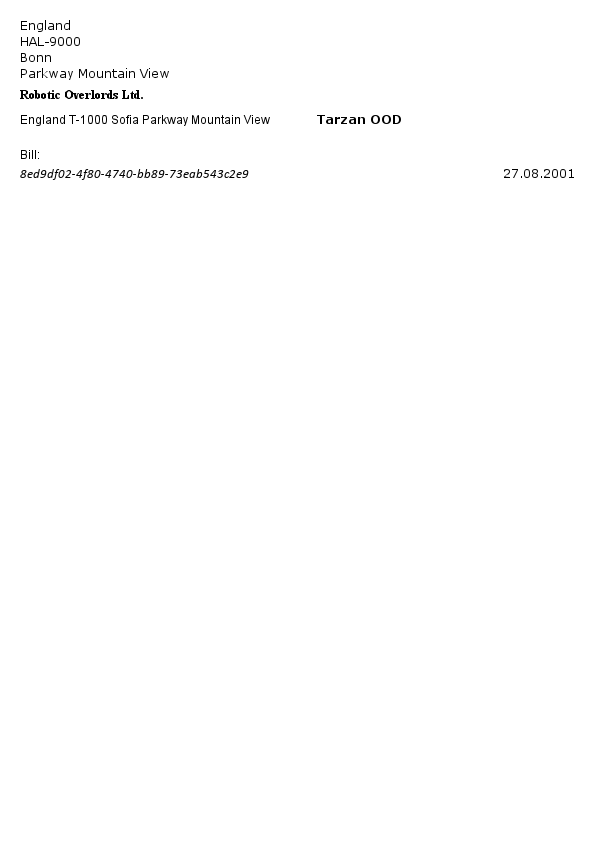 England
HAL-9000
Bonn
Parkway Mountain View
Robotic Overlords Ltd.
England T-1000 Sofia Parkway Mountain View Tarzan OOD
Bill:
8ed9df02-4f80-4740-bb89-73eab543c2e9 27.08.2001